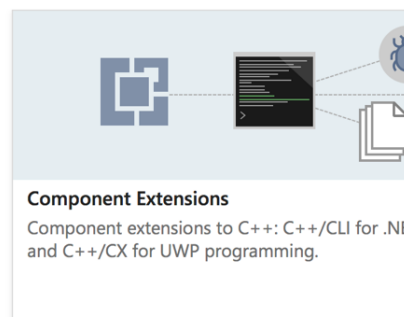 Component Extensions
Component extensions to C++: C++/CLI for
and C++/CX for UWP programming.